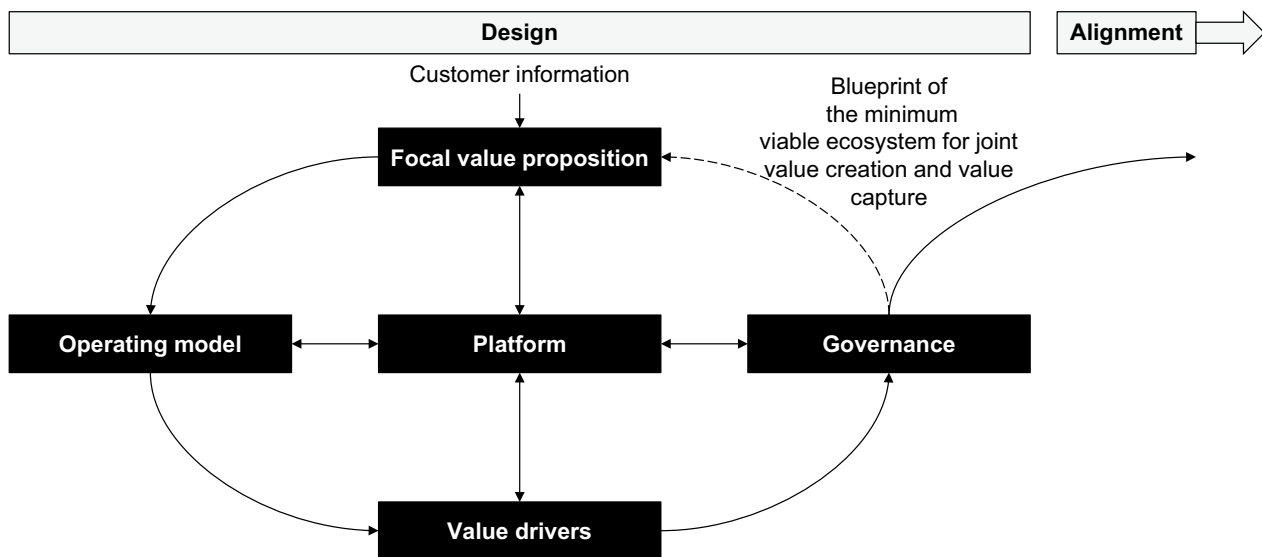 Design
Alignment
Customer information
Blueprint of
the minimum
viable ecosystem for joint
value creation and value
capture
Focal value proposition
Operating model
Platform
Governance
Value drivers